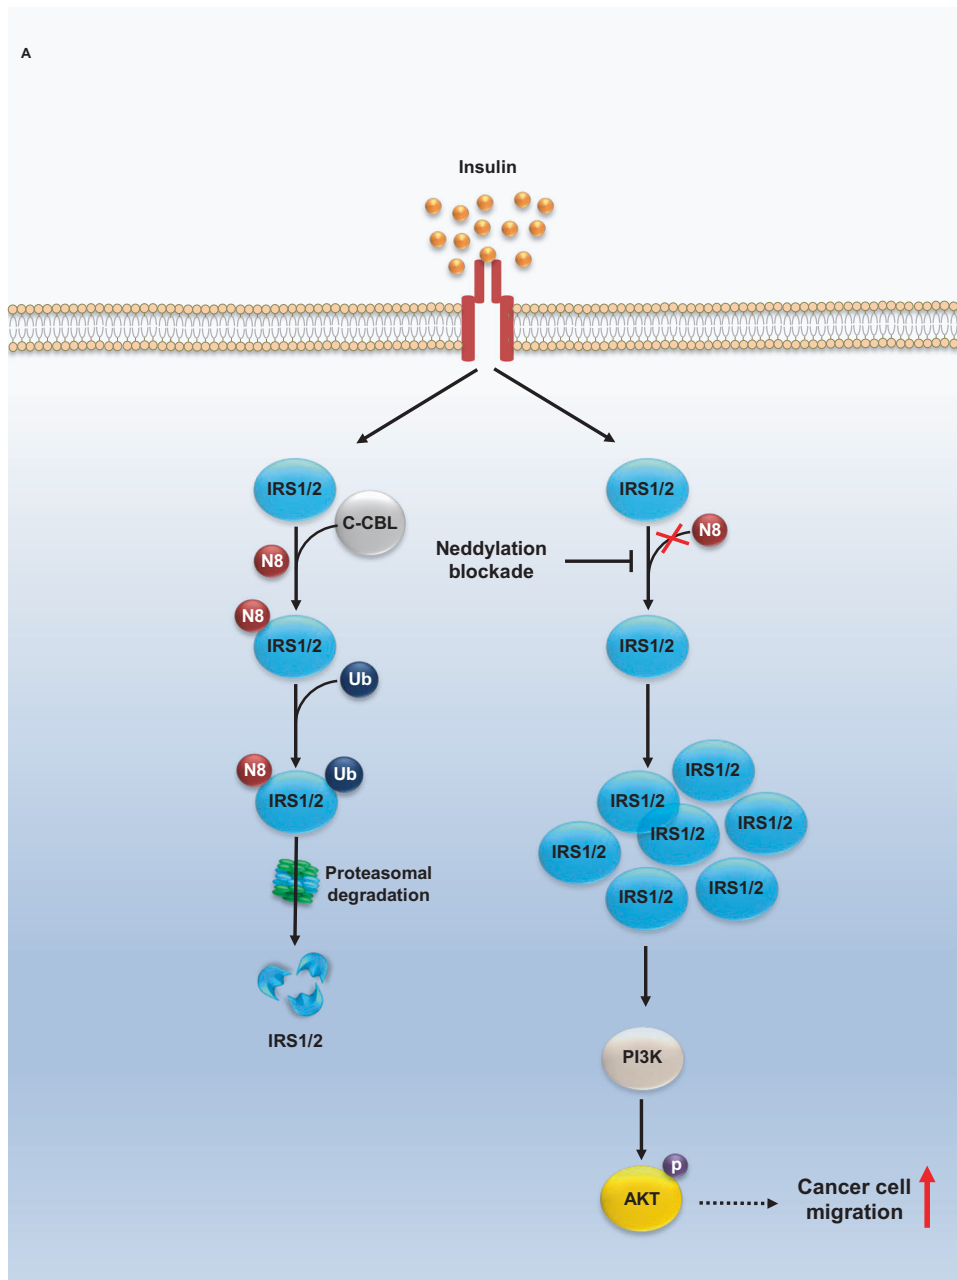 A
Insulin
IRS1/2
C-CBL
N8
N8
IRS1/2
Ub
N8
Ub
IRS1/2
Proteasomal
degradation
IRS1/2
IRS1/2
N8
Neddylation
blockade
IRS1/2
IRS1/2
IRS1/2
IRS1/2
IRS1/2
IRS1/2
IRS1/2
IRS1/2
PI3K
p
AKT
Cancer cell
migration